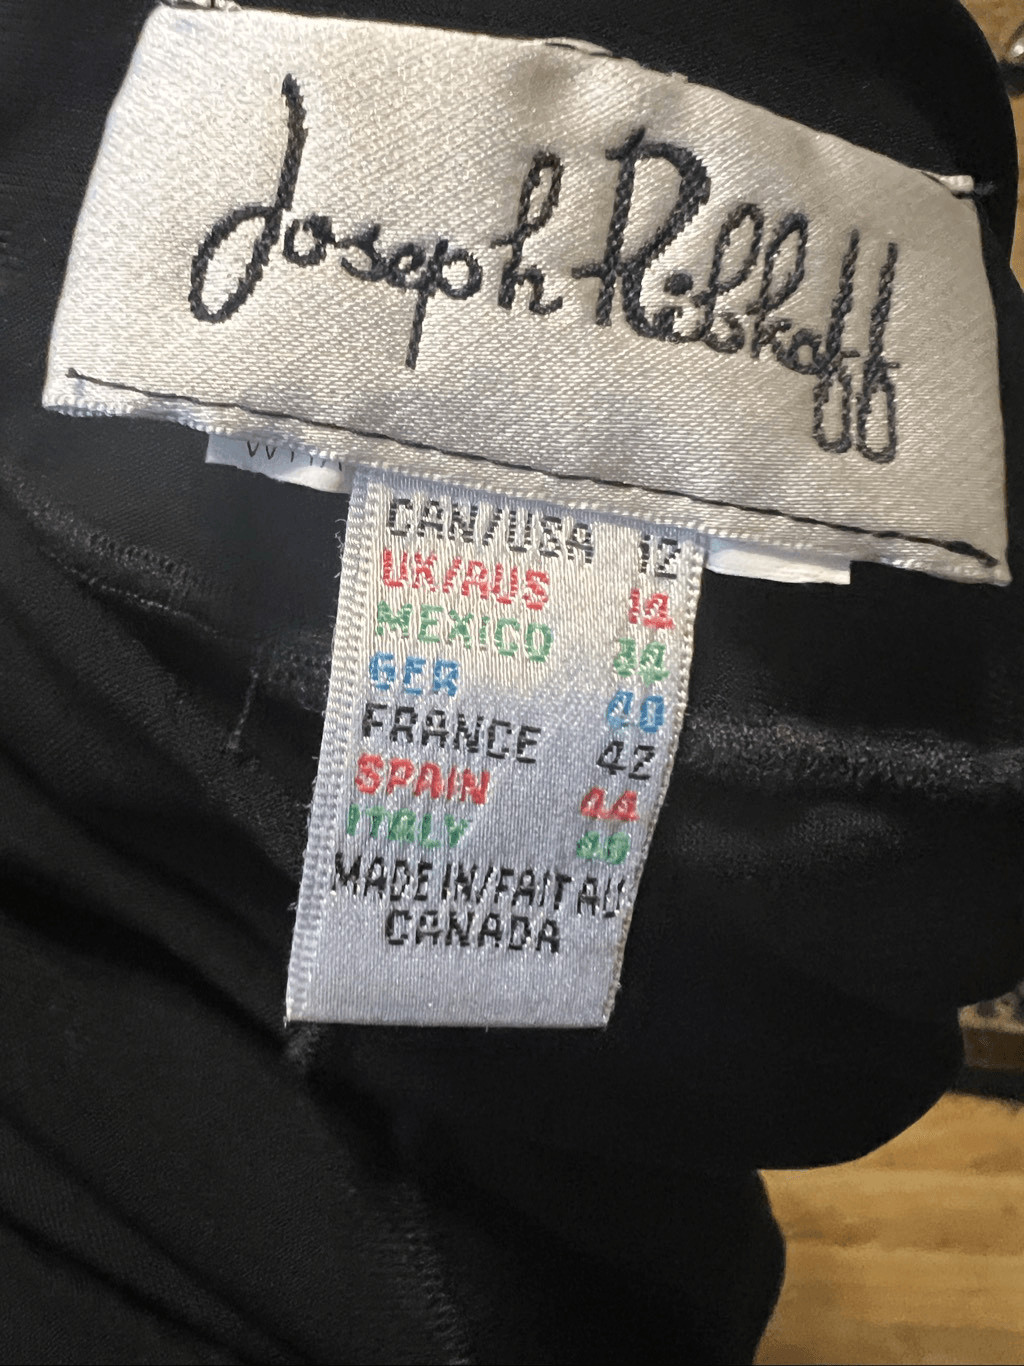 Joseph Ribkoff
CAN/USA 12
UK/AUS 14
MEXICO 34
GER 40
FRANCE 42
SPAIN 44
ITALY
MADE IN/FAIT AU
CANADA